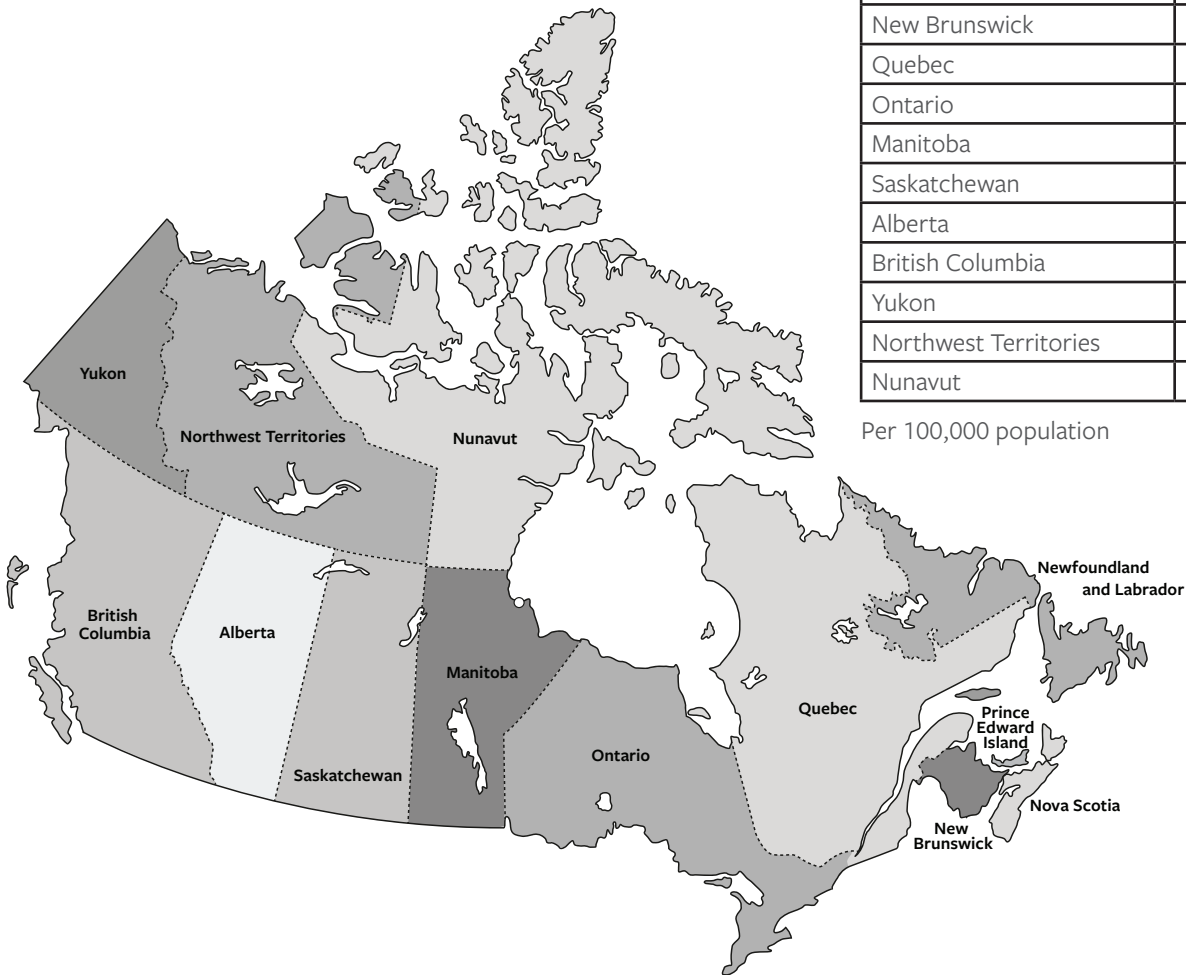 New Brunswick
Quebec
Ontario
Manitoba
Saskatchewan
Alberta
British Columbia
Yukon
Northwest Territories
Nunavut
Per 100,000 population
Yukon
Northwest Territories
Nunavut
British
Columbia
Alberta
Saskatchewan
Manitoba
Ontario
Quebec
Newfoundland
and Labrador
Prince
Edward
Island
Nova Scotia
New
Brunswick